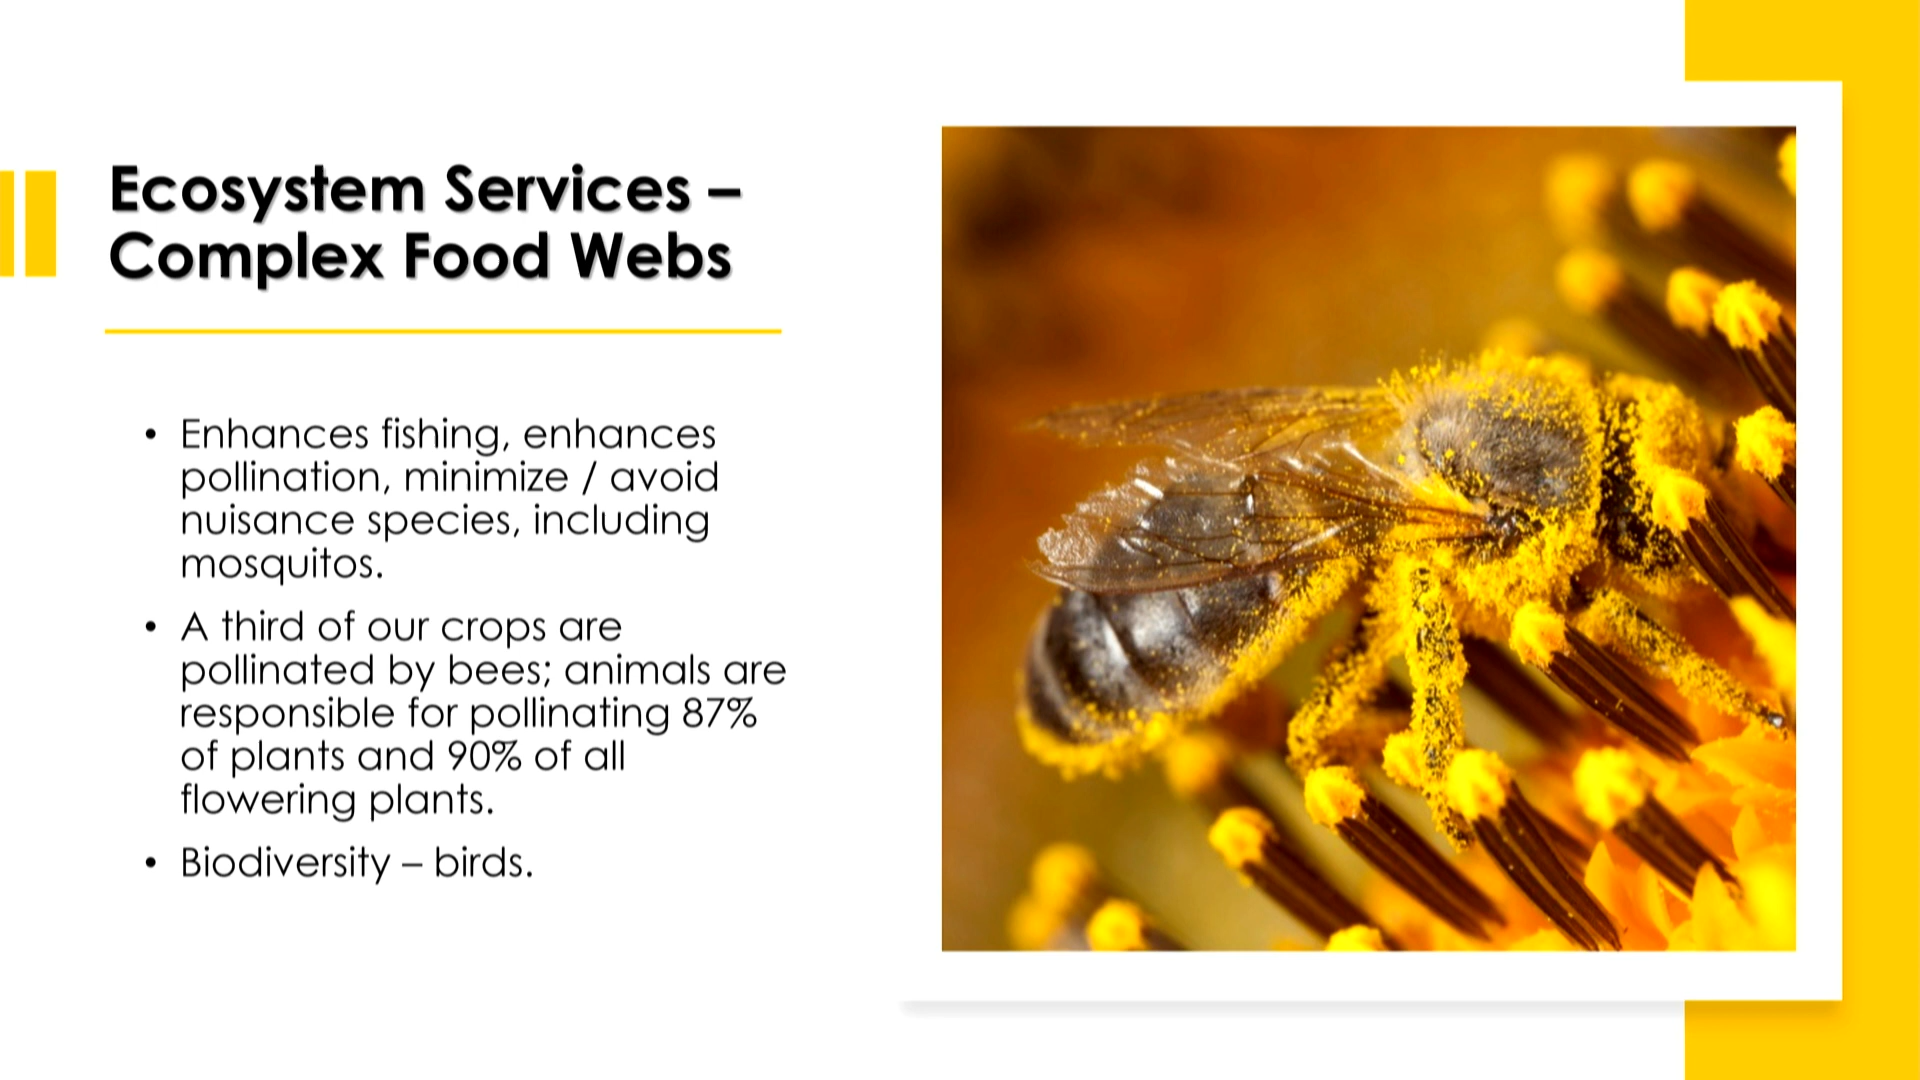 Ecosystem Services –
Complex Food Webs
• Enhances fishing, enhances
pollination, minimize / avoid
nuisance species, including
mosquitos.
• A third of our crops are
pollinated by bees; animals are
responsible for pollinating 87%
of plants and 90% of all
flowering plants.
• Biodiversity – birds.